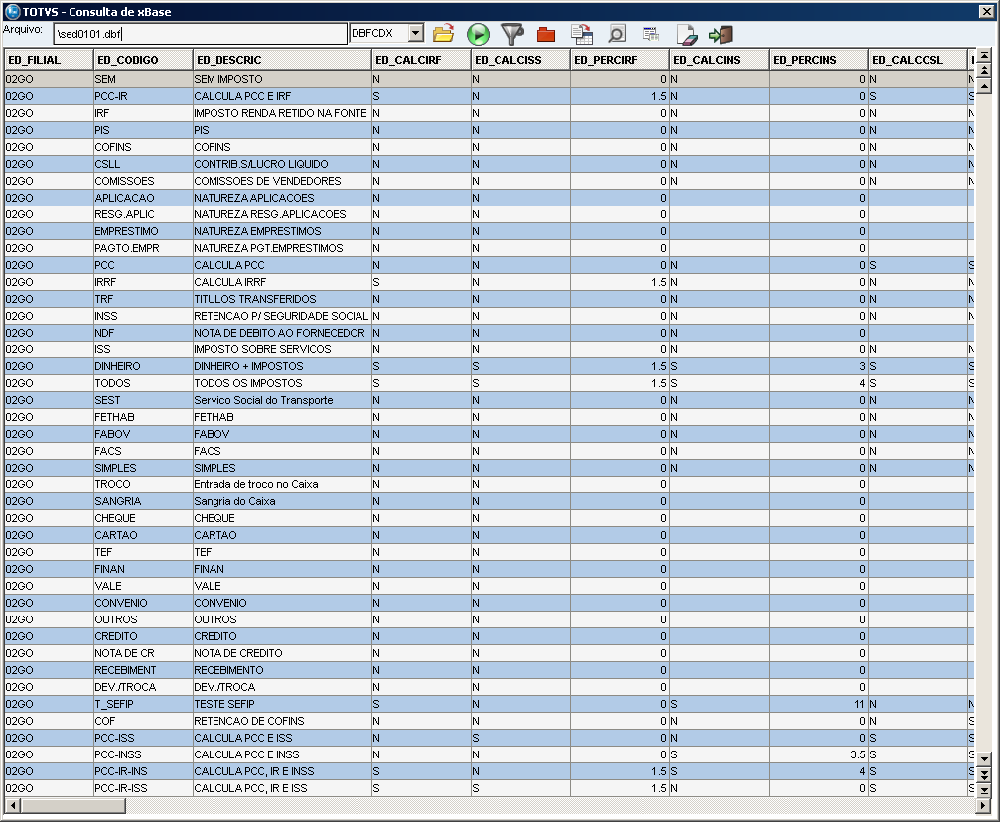 TOTVS - Consulta de xBase
Arquivo: \sed0101.dbf DBFCDX
ED_FILIAL ED_CODIGO ED_DESCRIC ED_CALCIRF ED_CALCISS ED_PERCIRF ED_CALCINS ED_PERCINS ED_CALCCSL
02GO SEM SEM IMPOSTO N N 0 N 0 N N
02GO PCC-IR CALCULA PCC E IRF S N 1.5 N 0 S S
02GO IRF IMPOSTO RENDA RETIDO NA FONTE N N 0 N 0 N N
02GO PIS PIS N N 0 N 0 N N
02GO COFINS COFINS N N 0 N 0 N N
02GO CSLL CONTRIB.S/LUCRO LIQUIDO N N 0 N 0 N N
02GO COMISSOES COMISSOES DE VENDEDORES N N 0 N 0 N N
02GO APLICACAO NATUREZA APLICACOES N N 0 0
02GO RESG.APLIC NATUREZA RESG.APLICACOES N N 0 0
02GO EMPRESTIMO NATUREZA EMPRESTIMOS N N 0 0
02GO PAGTO.EMPR NATUREZA PGT.EMPRESTIMOS N N 0 0
02GO PCC CALCULA PCC N N 0 N 0 S S
02GO IRRF CALCULA IRRF S N 1.5 N 0 N N
02GO TRF TITULOS TRANSFERIDOS N N 0 N 0 N N
02GO INSS RETENCAO P/ SEGURIDADE SOCIAL N N 0 N 0 N N
02GO NDF NOTA DE DEBITO AO FORNECEDOR N N 0 N 0
02GO ISS IMPOSTO SOBRE SERVICOS N N 0 N 0 N N
02GO DINHEIRO DINHEIRO + IMPOSTOS S S 1.5 S 3 S S
02GO TODOS TODOS OS IMPOSTOS S S 1.5 S 4 S S
02GO SEST Servico Social do Transporte N N 0 N 0 N N
02GO FETHAB FETHAB N N 0 N 0 N N
02GO FABOV FABOV N N 0 N 0 N N
02GO FACS FACS N N 0 N 0 N N
02GO SIMPLES SIMPLES N N 0 N 0 N N
02GO TROCO Entrada de troco no Caixa N N 0 0
02GO SANGRIA Sangria do Caixa N N 0 0
02GO CHEQUE CHEQUE N N 0 0
02GO CARTAO CARTAO N N 0 0
02GO TEF TEF N N 0 0
02GO FINAN FINAN N N 0 0
02GO VALE VALE N N 0 0
02GO CONVENIO CONVENIO N N 0 0
02GO OUTROS OUTROS N N 0 0
02GO CREDITO CREDITO N N 0 0
02GO NOTA DE CR NOTA DE CREDITO N N 0 0
02GO RECEBIMENT RECEBIMENTO N N 0 0
02GO DEV./TROCA DEV./TROCA N N 0 0
02GO T_SEFIP TESTE SEFIP S N 0 S 11 N N
02GO COF RETENCAO DE COFINS N N 0 N 0 N S
02GO PCC-ISS CALCULA PCC E ISS N S 0 N 0 S S
02GO PCC-INSS CALCULA PCC E INSS N N 0 S 3.5 S S
02GO PCC-IR-INS CALCULA PCC, IR E INSS S N 1.5 S 4 S S
02GO PCC-IR-ISS CALCULA PCC, IR E ISS S S 1.5 N 0 S S